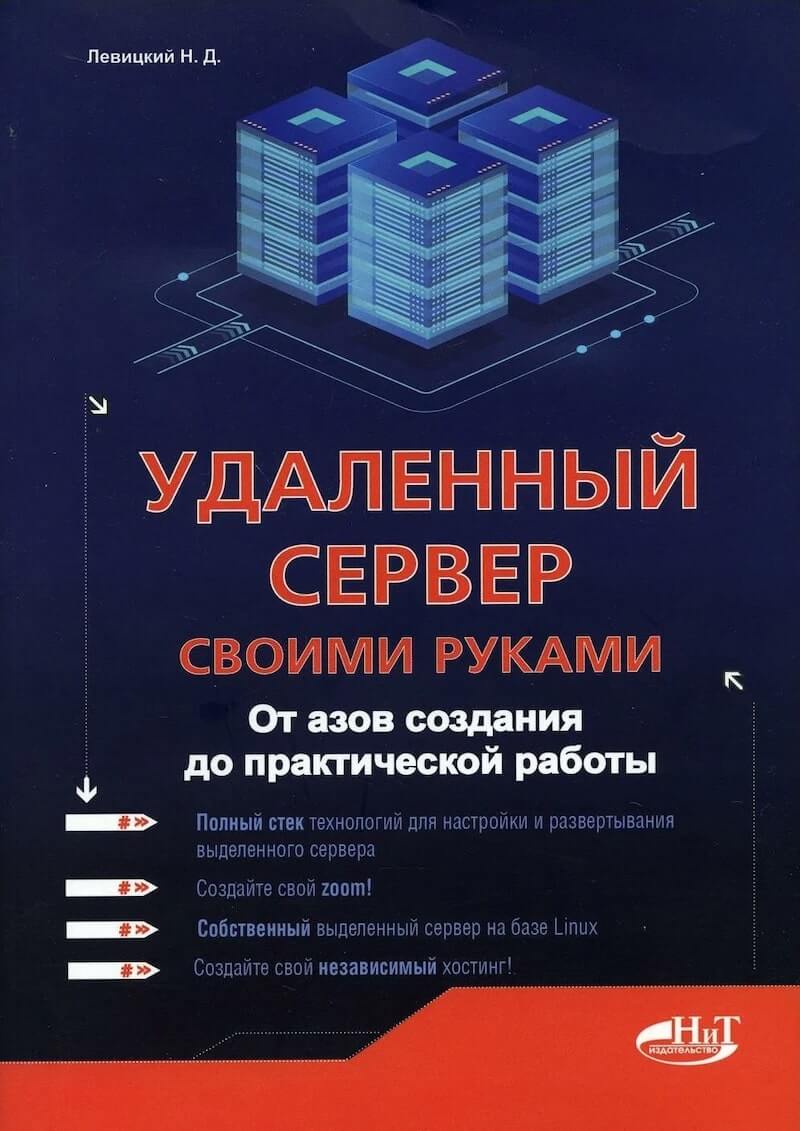 Левицкий Н. Д.
УДАЛЕННЫЙ
СЕРВЕР
СВОИМИ РУКАМИ
От азов создания
до практической работы
#»
Полный стек технологий для настройки и развертывания
выделенного сервера
#»
Создайте свой zoom!
#»
Собственный выделенный сервер на базе Linux
#»
Создайте свой независимый хостинг!
НиТ
ИЗДАТЕЛЬСТВО